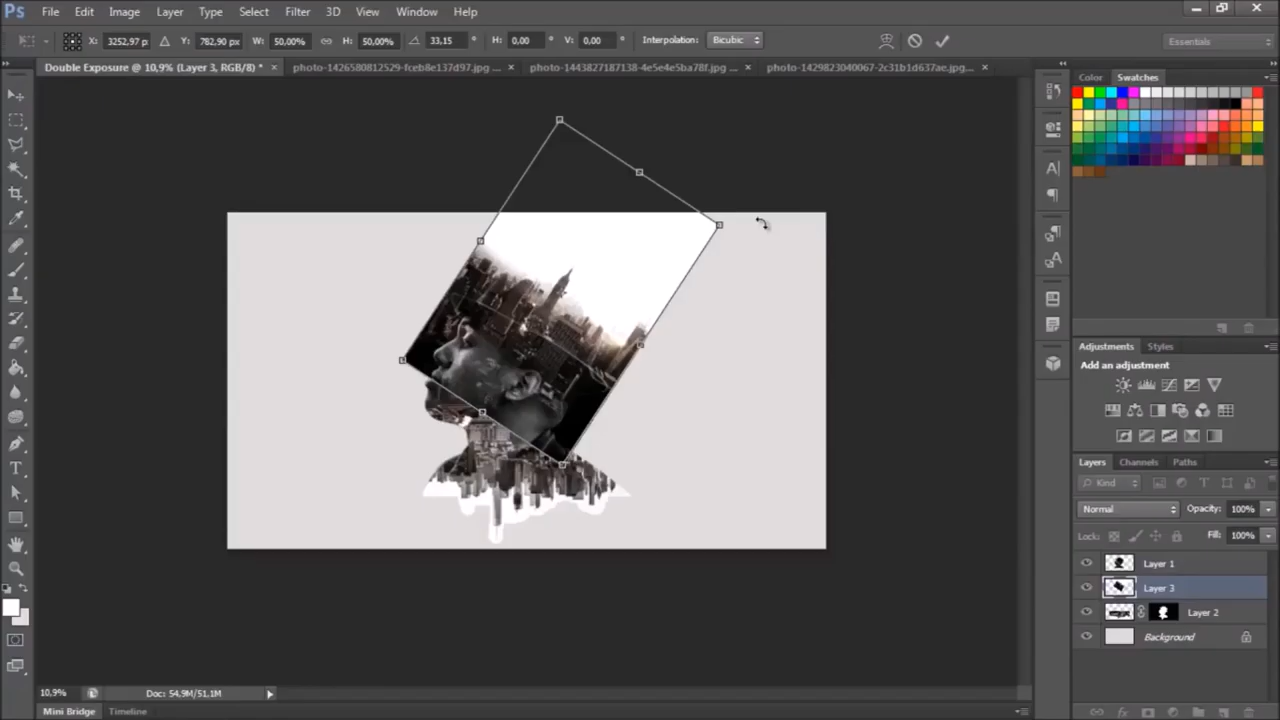 Ps File Edit Image Layer Type Select Filter 3D View Window Help
X: 3252,97 p Y: 782,90 px W: 50,00% H: 50,00% 33,15 ° H: 0,00 ° V: 0,00 ° Interpolation: Bicubic Essentials
Double Exposure @ 10,9% (Layer 3, RGB/8) * × photo-1426580812529-fceb8e137d97.jpg ... × photo-1443827187138-4e5e4e5ba78f.jpg ... × photo-1429823040067-2c31b1d637ae.jpg... ×
Color Swatches
Adjustments Styles
Add an adjustment
Layers Channels Paths
Kind
Normal Opacity: 100%
Lock: Fill: 100%
Layer 1
Layer 3
Layer 2
Background
10,9% Doc: 54,9M/51,1M
Mini Bridge Timeline